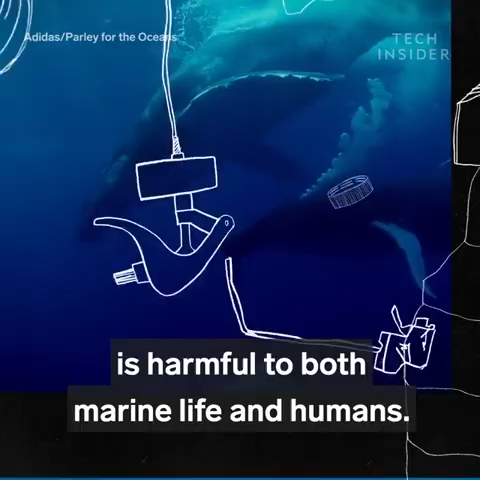 Adidas/Parley for the Oceans
TECH
INSIDER
is harmful to both
marine life and humans.